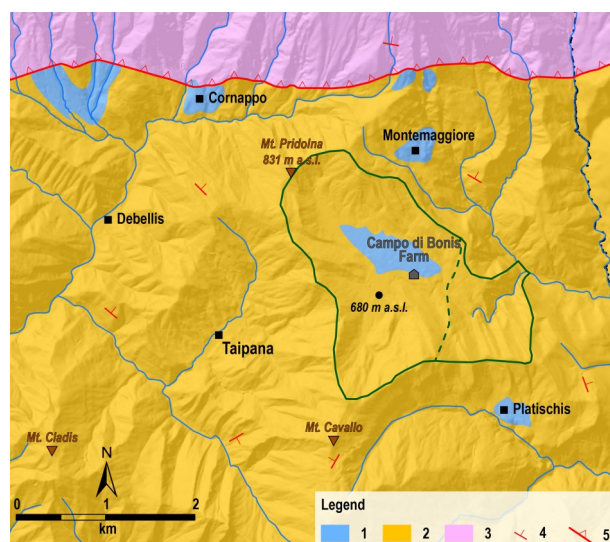 Cornappo
Mt. Pridolna
831 m a.s.l.
Montemaggiore
Debellis
Campo di Bonis
Farm
680 m a.s.l.
Taipana
Platischis
Mt. Cladis
Mt. Cavallo
N
0 1 2
km
Legend
1 2 3 4 5